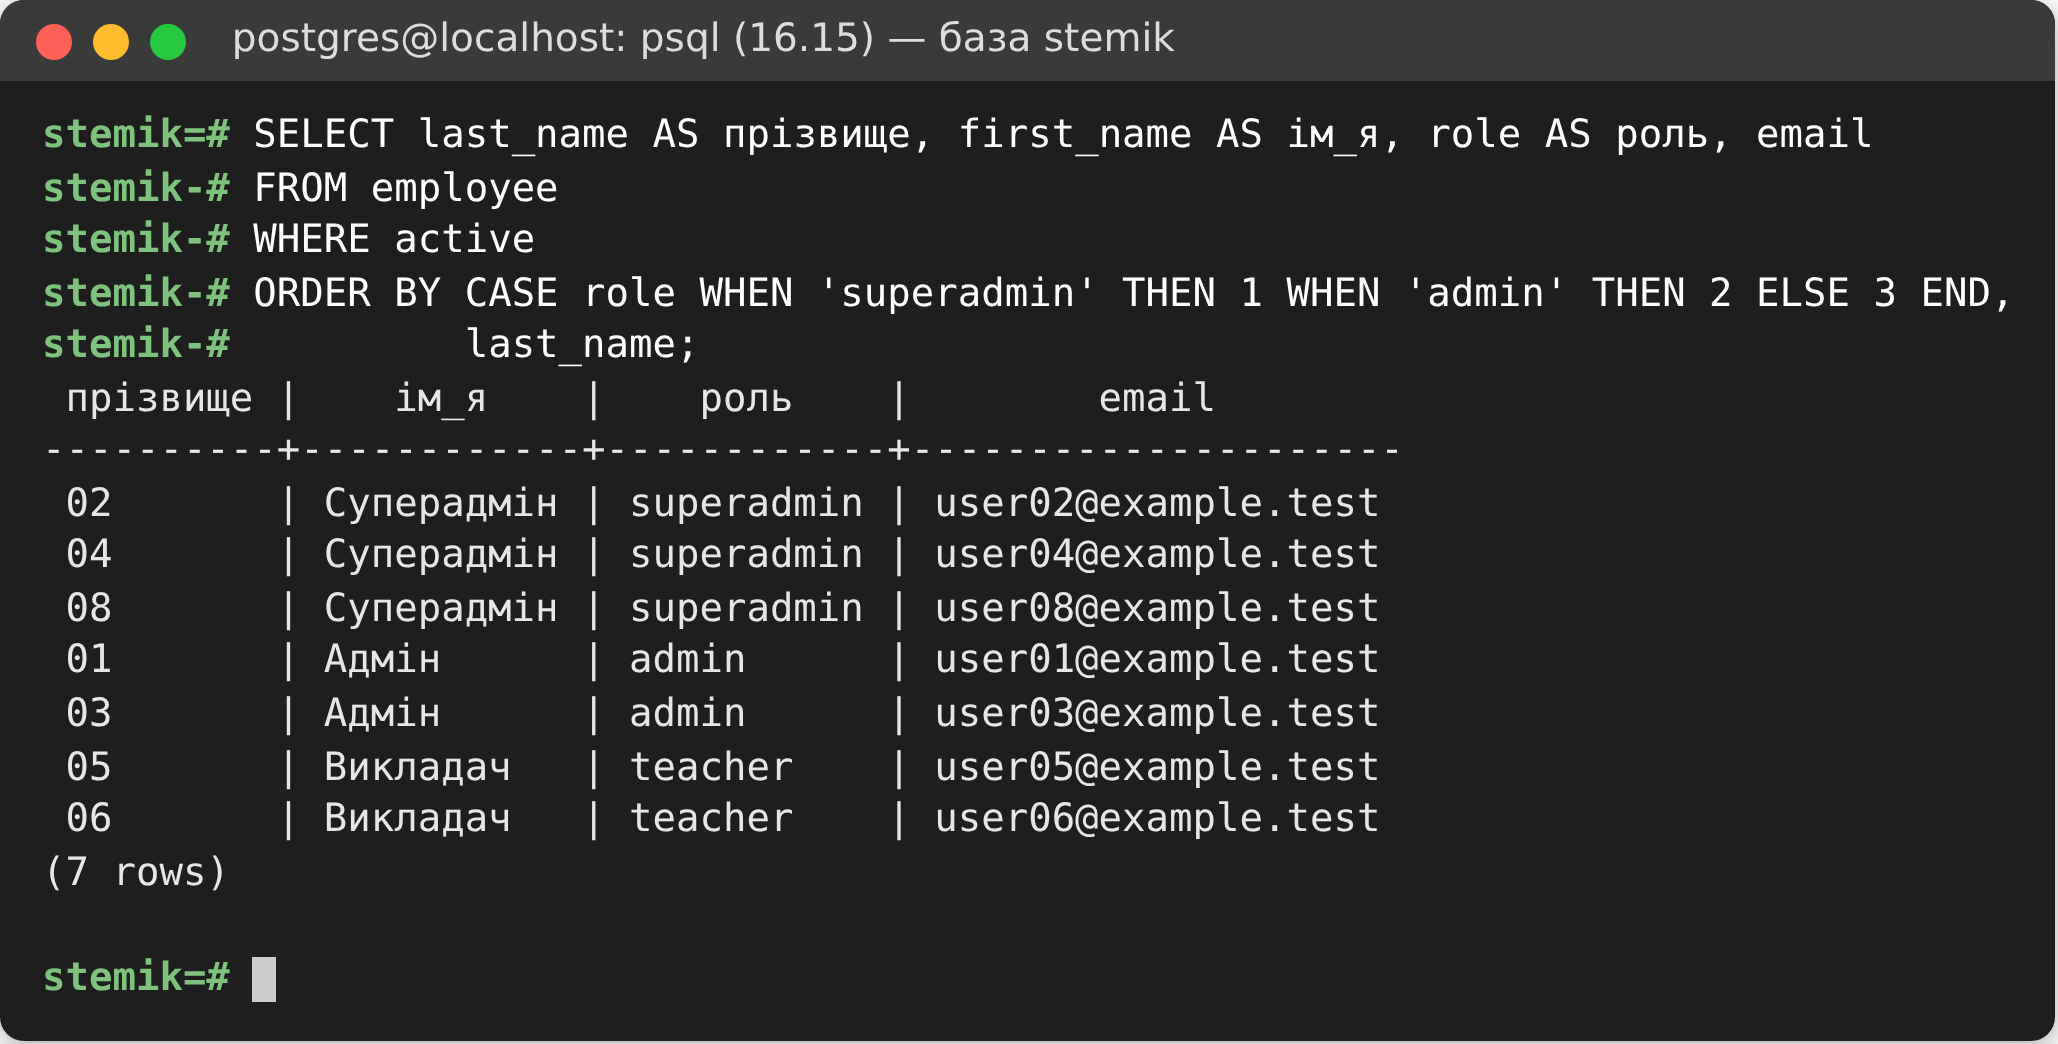 postgres@localhost: psql (16.15) — база stemik
stemik=# SELECT last_name AS прізвище, first_name AS ім_я, role AS роль, email
stemik-# FROM employee
stemik-# WHERE active
stemik-# ORDER BY CASE role WHEN 'superadmin' THEN 1 WHEN 'admin' THEN 2 ELSE 3 END,
stemik-#          last_name;
 прізвище |    ім_я    |    роль    |        email
----------+------------+------------+---------------------
 02       | Суперадмін | superadmin | user02@example.test
 04       | Суперадмін | superadmin | user04@example.test
 08       | Суперадмін | superadmin | user08@example.test
 01       | Адмін      | admin      | user01@example.test
 03       | Адмін      | admin      | user03@example.test
 05       | Викладач   | teacher    | user05@example.test
 06       | Викладач   | teacher    | user06@example.test
(7 rows)
stemik=#